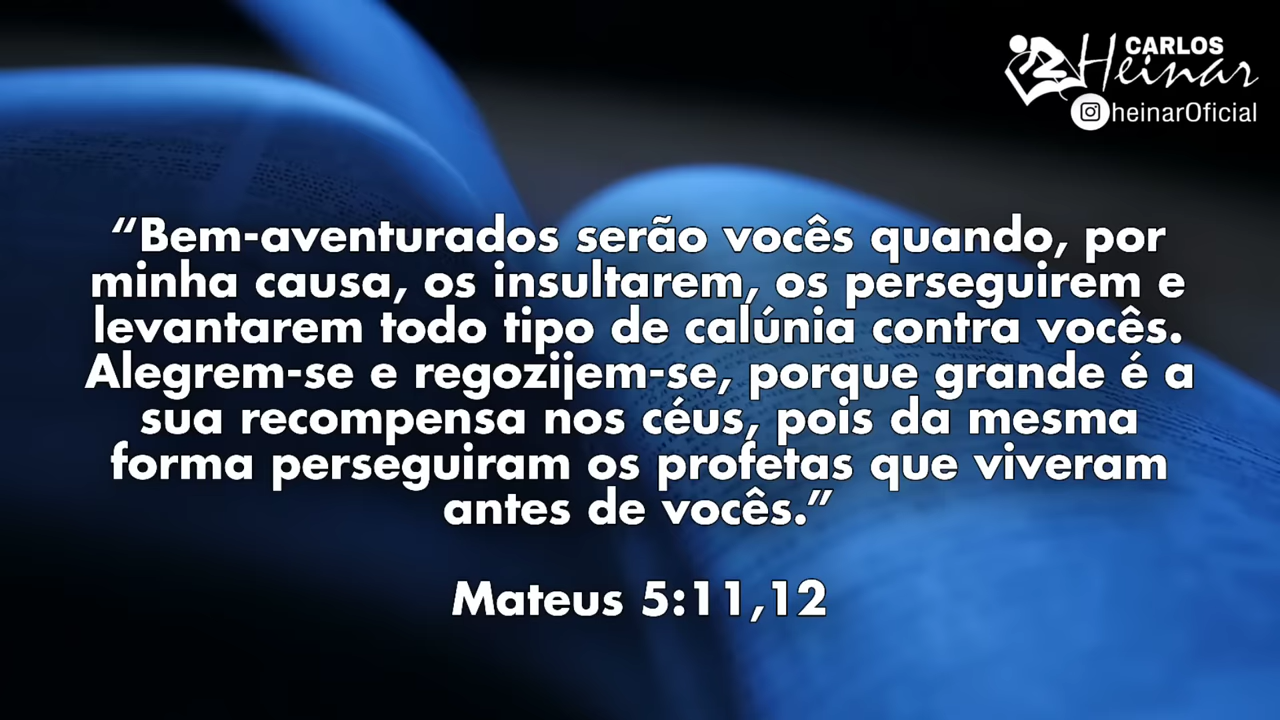 CARLOS
Heinar
heinarOficial
“Bem-aventurados serão vocês quando, por
minha causa, os insultarem, os perseguirem e
levantarem todo tipo de calúnia contra vocês.
Alegrem-se e regozijem-se, porque grande é a
sua recompensa nos céus, pois da mesma
forma perseguiram os profetas que viveram
antes de vocês.”
Mateus 5:11,12